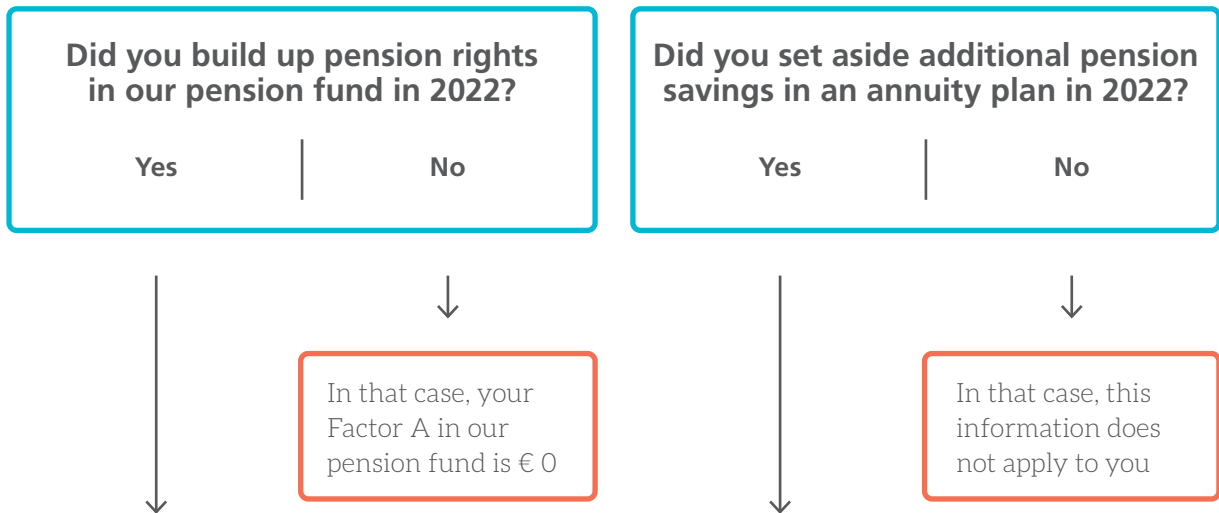 Did you build up pension rights
in our pension fund in 2022?
Yes
No
In that case, your
Factor A in our
pension fund is € 0
Did you set aside additional pension
savings in an annuity plan in 2022?
Yes
No
In that case, this
information does
not apply to you